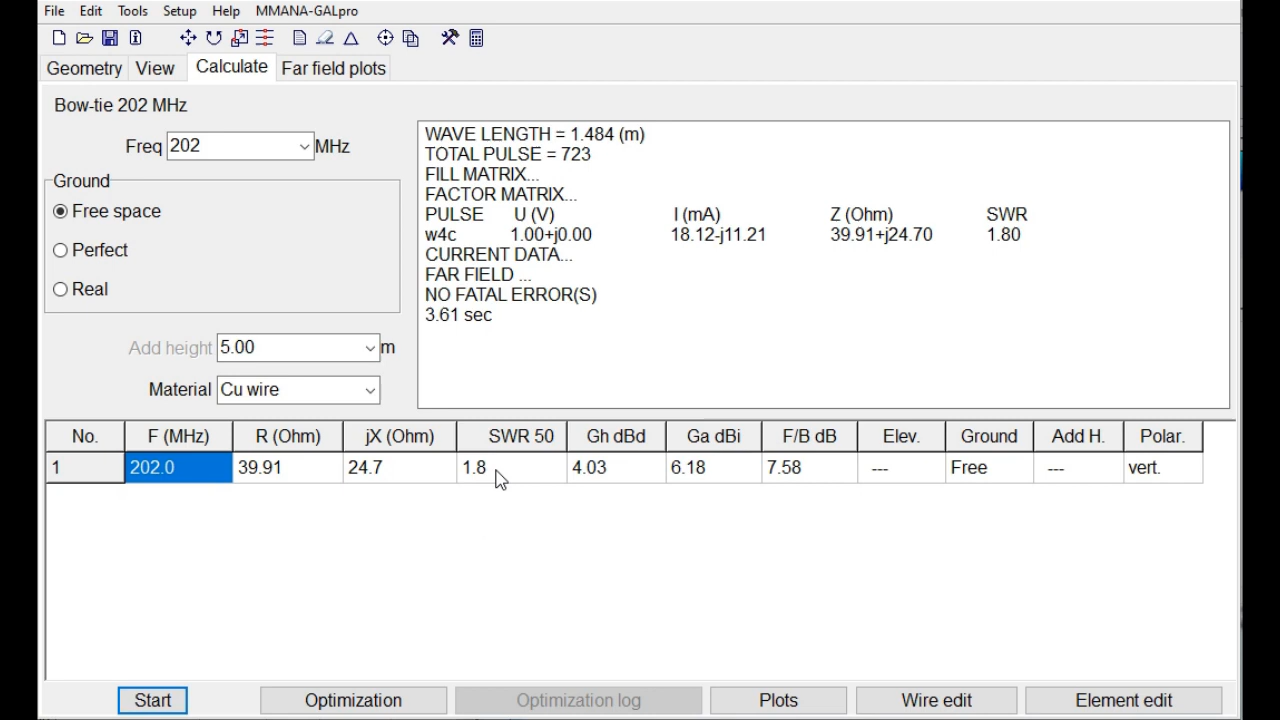 File Edit Tools Setup Help MMANA-GALpro
Geometry View Calculate Far field plots
Bow-tie 202 MHz
Freq 202 MHz
Ground
Free space
Perfect
Real
Add height 5.00 m
Material Cu wire
WAVE LENGTH = 1.484 (m)
TOTAL PULSE = 723
FILL MATRIX...
FACTOR MATRIX...
PULSE U (V) I (mA) Z (Ohm) SWR
w4c 1.00+j0.00 18.12-j11.21 39.91+j24.70 1.80
CURRENT DATA...
FAR FIELD ...
NO FATAL ERROR(S)
3.61 sec
No. F (MHz) R (Ohm) jX (Ohm) SWR 50 Gh dBd Ga dBi F/B dB Elev. Ground Add H. Polar.
1 202.0 39.91 24.7 1.8 4.03 6.18 7.58 --- Free --- vert.
Start Optimization Optimization log Plots Wire edit Element edit